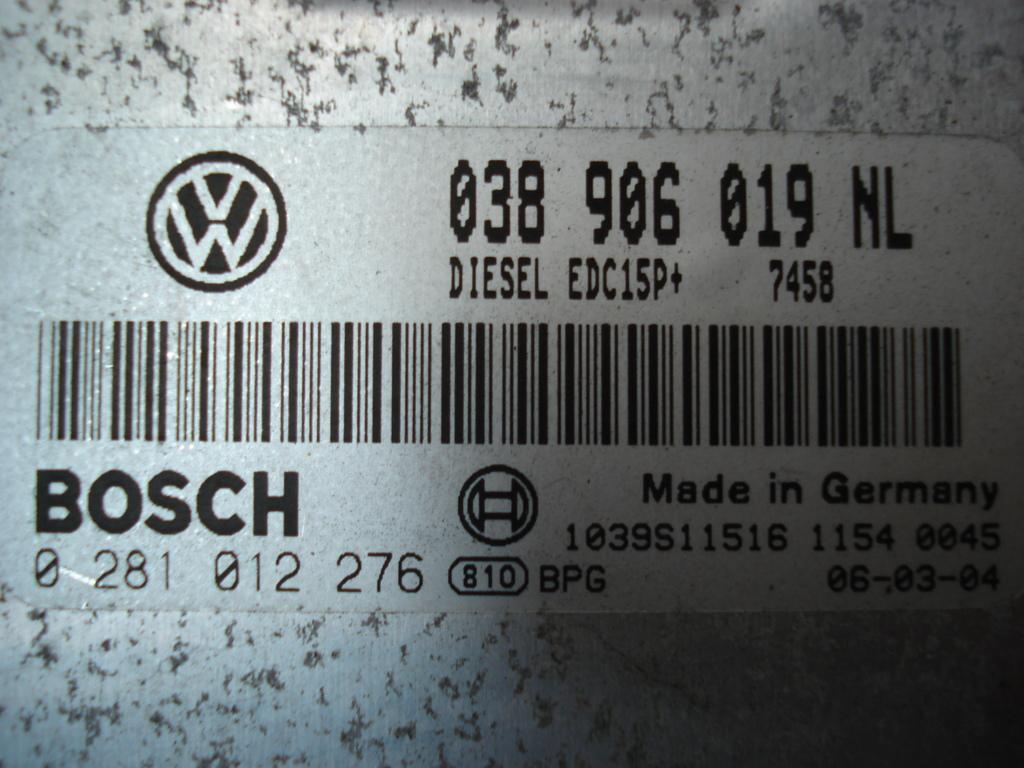 038 906 019 NL
DIESEL EDC15P+ 7458
BOSCH
Made in Germany
1039S11516 1154 0045
0 281 012 276 810 BPG 06-03-04